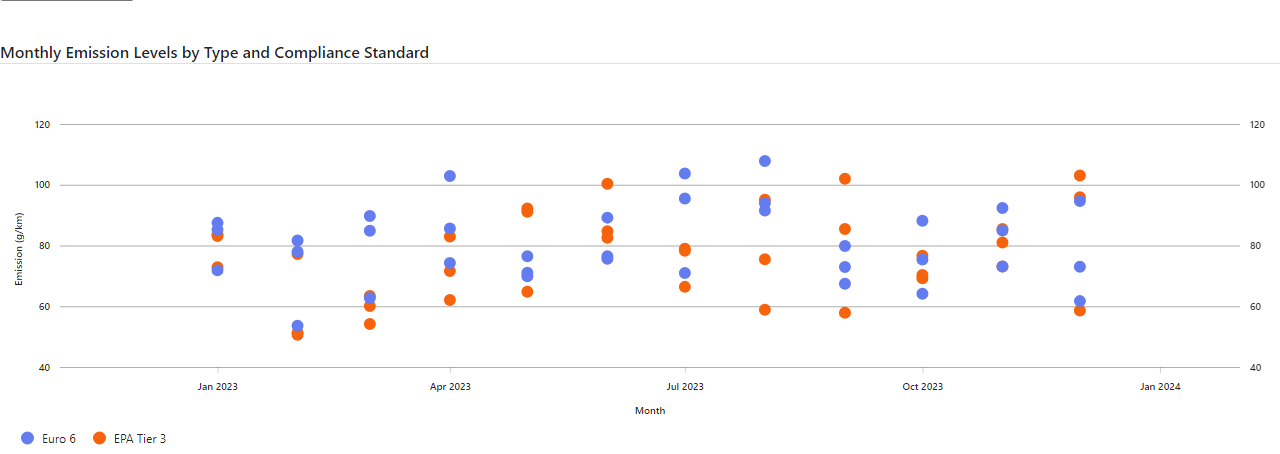 Monthly Emission Levels by Type and Compliance Standard
120 120
100 100
80 80
Emission (g/km)
60 60
40 40
Jan 2023 Apr 2023 Jul 2023 Oct 2023 Jan 2024
Month
Euro 6 EPA Tier 3